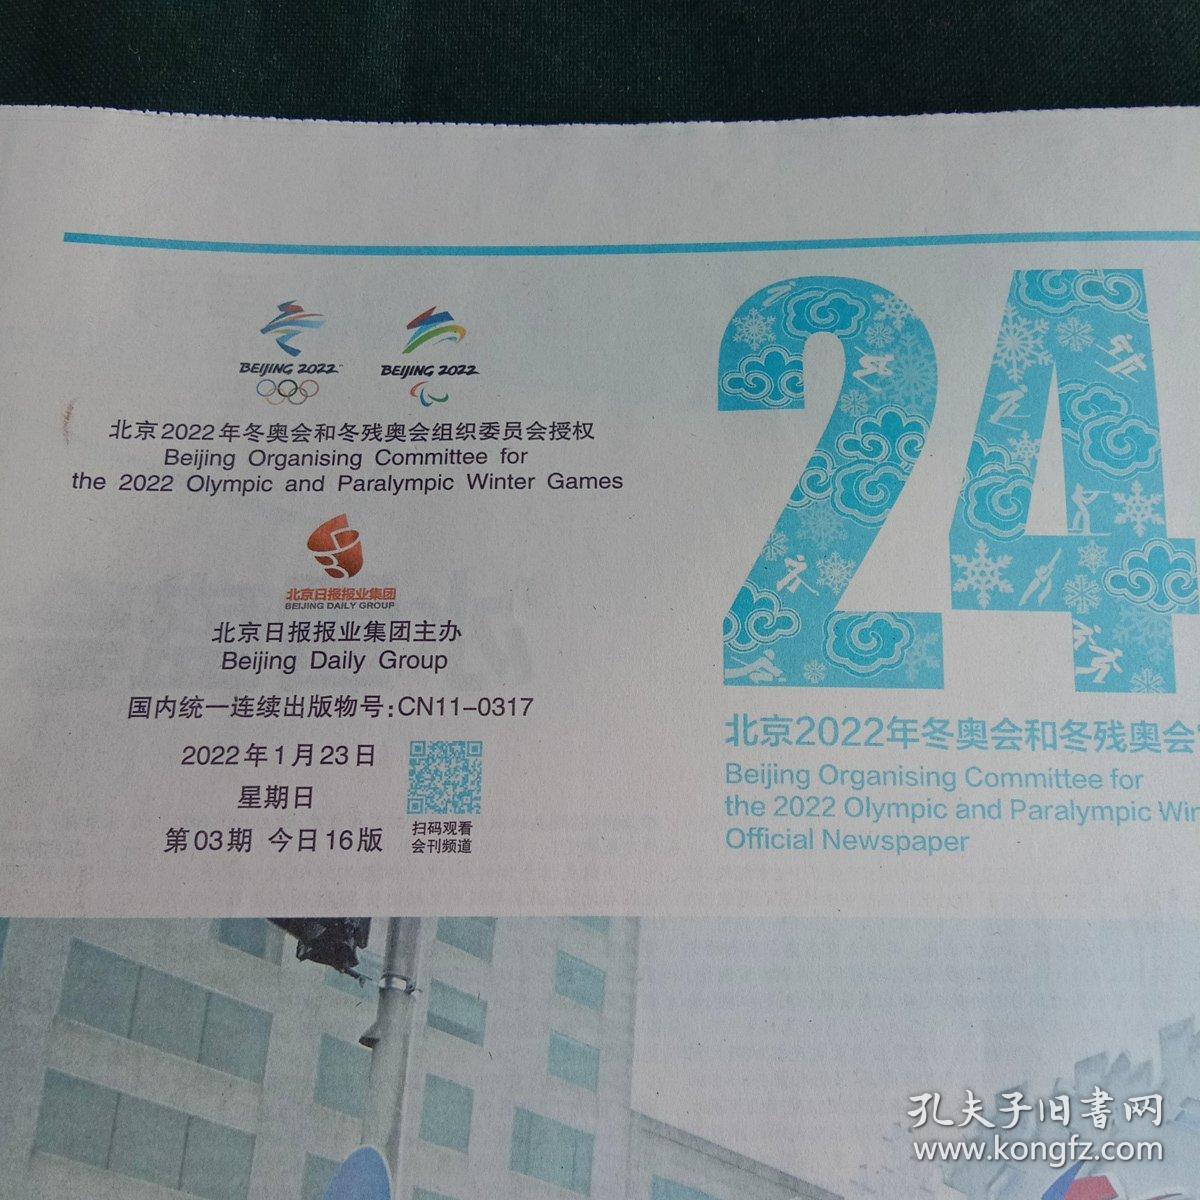 BEIJING 2022™
BEIJING 2022
北京2022年冬奥会和冬残奥会组织委员会授权
Beijing Organising Committee for
the 2022 Olympic and Paralympic Winter Games
北京日报报业集团
BEIJING DAILY GROUP
北京日报报业集团主办
Beijing Daily Group
国内统一连续出版物号:CN11-0317
2022年1月23日
星期日
第03期 今日16版
扫码观看
会刊频道
24
北京2022年冬奥会和冬残奥会
Beijing Organising Committee for
the 2022 Olympic and Paralympic Win
Official Newspaper
孔夫子旧書网
www.kongfz.com